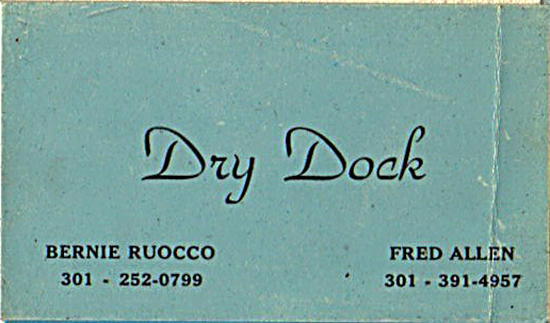 Dry Dock
BERNIE RUOCCO
301 - 252-0799
FRED ALLEN
301 - 391-4957